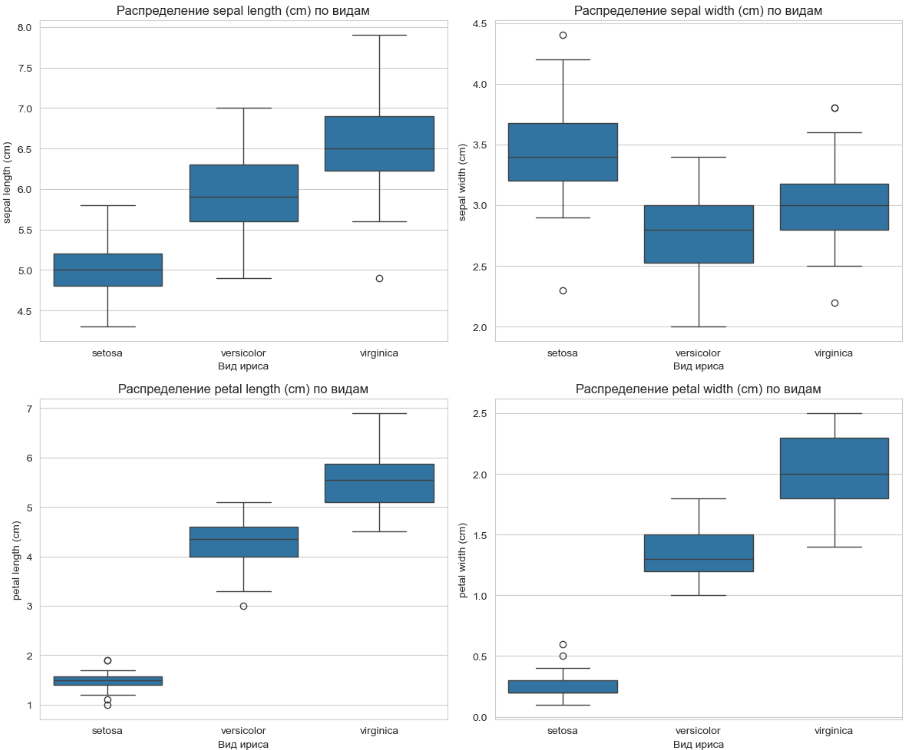 Распределение sepal length (cm) по видам
8.0
7.5
7.0
6.5
6.0
5.5
5.0
4.5
sepal length (cm)
setosa versicolor virginica
Вид ириса
Распределение sepal width (cm) по видам
4.5
4.0
3.5
3.0
2.5
2.0
sepal width (cm)
setosa versicolor virginica
Вид ириса
Распределение petal length (cm) по видам
7
6
5
4
3
2
1
petal length (cm)
setosa versicolor virginica
Вид ириса
Распределение petal width (cm) по видам
2.5
2.0
1.5
1.0
0.5
0.0
petal width (cm)
setosa versicolor virginica
Вид ириса